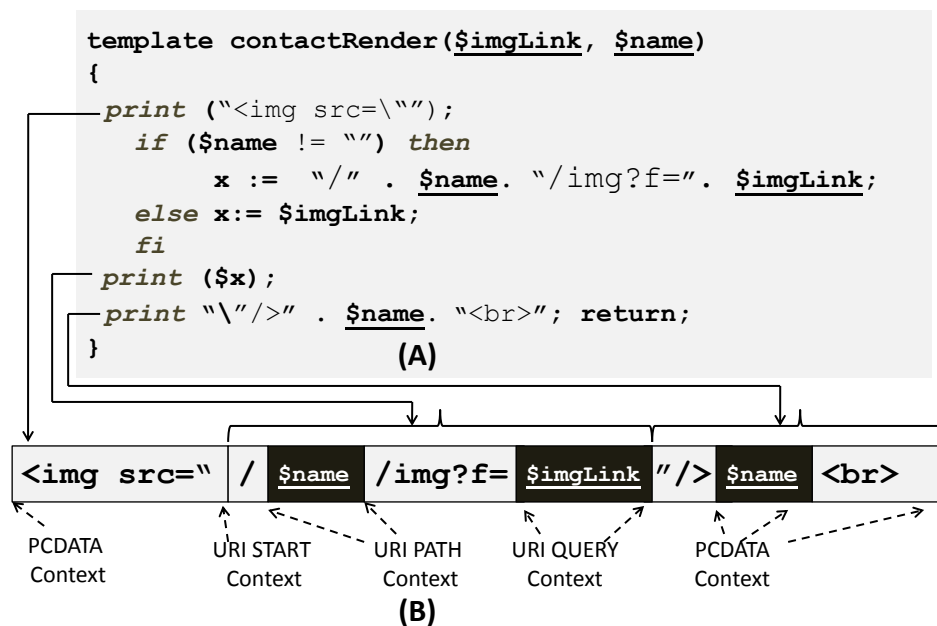 template contactRender($imgLink, $name)
{
print (“<img src=\“”);
if ($name != “”) then
x := “/” . $name. “/img?f=”. $imgLink;
else x:= $imgLink;
fi
print ($x);
print “\”/>” . $name. “<br>”; return;
}
(A)
<img src=“ / $name /img?f= $imgLink ”/> $name <br>
PCDATA Context
URI START Context
URI PATH Context
URI QUERY Context
PCDATA Context
(B)